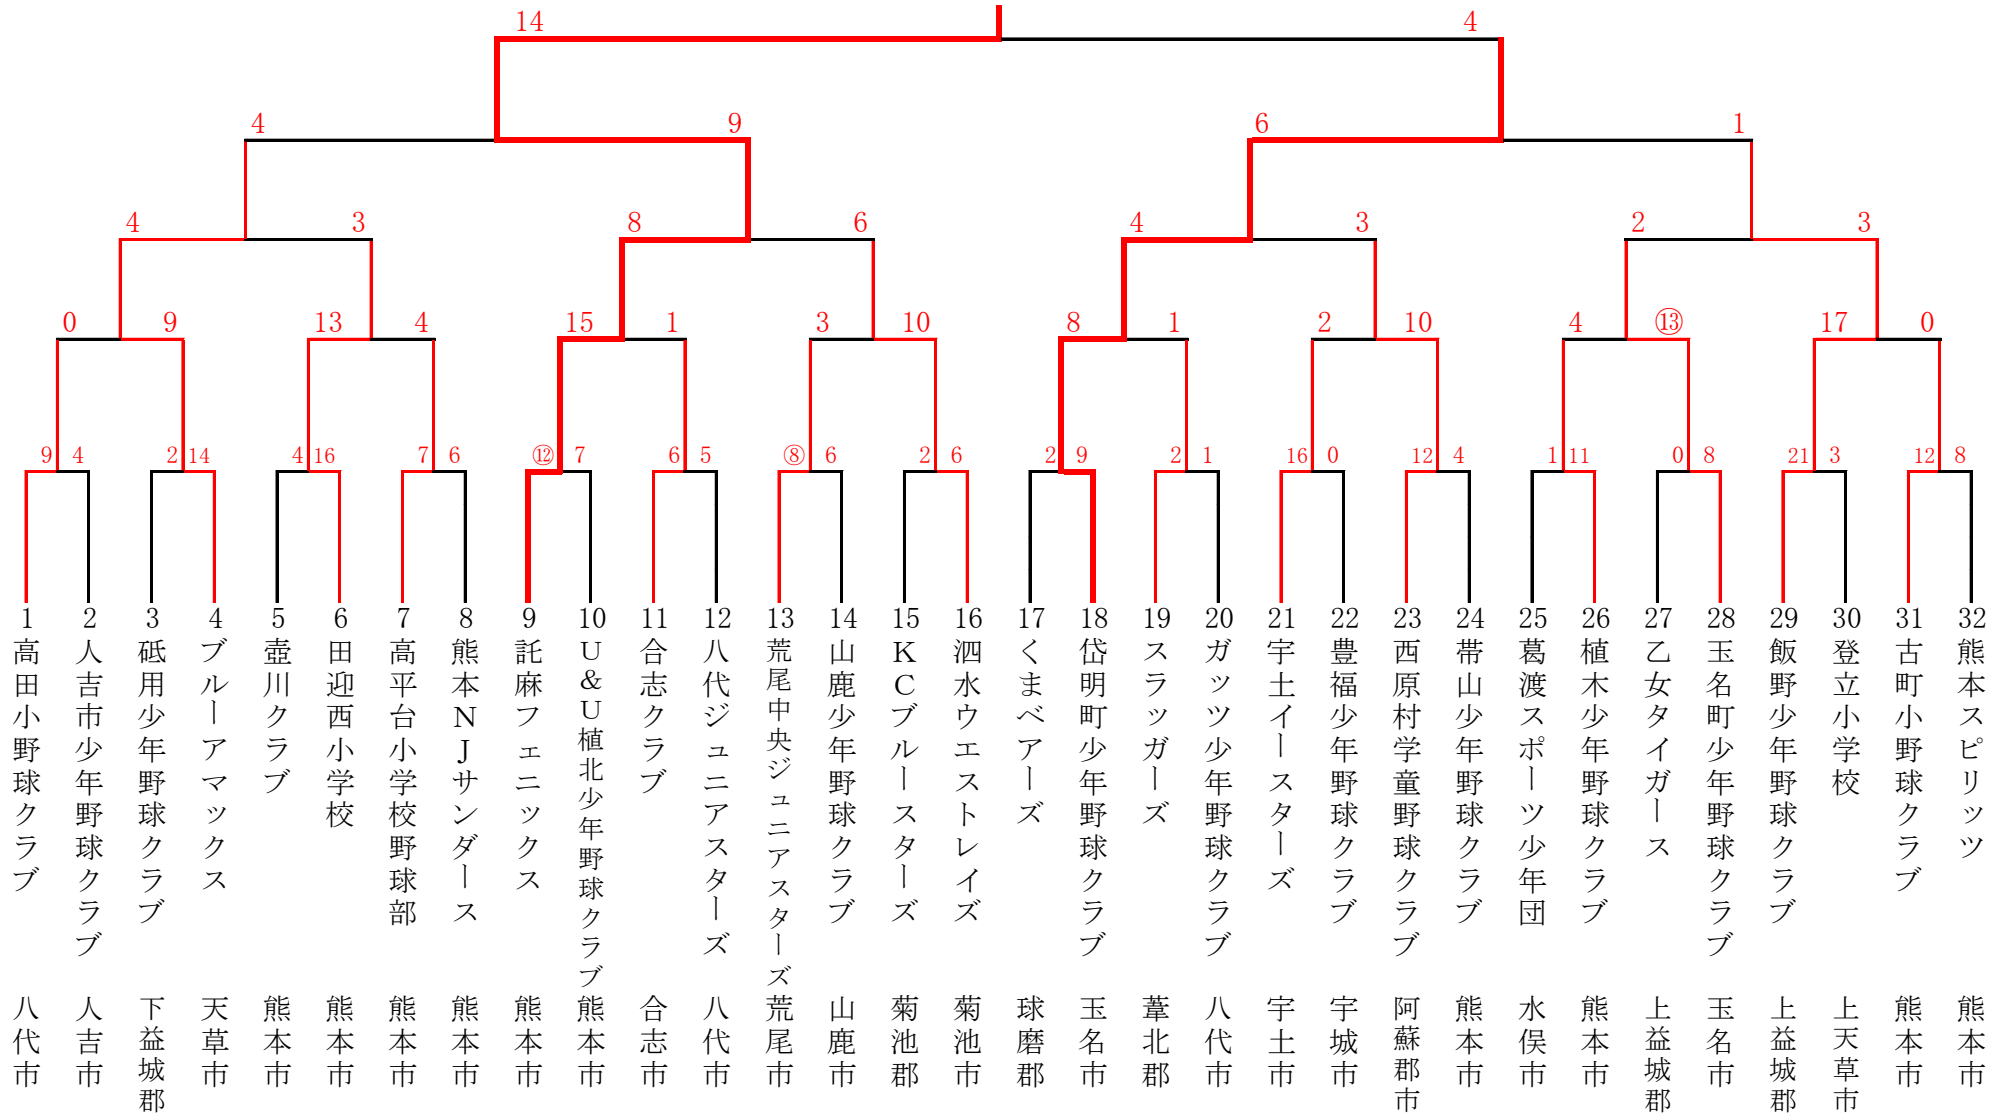 14 4
4 9 6 1
4 3 8 6 4 3 2 3
0 9 13 4 15 1 3 10 8 1 2 10 4 ⑬ 17 0
9 4 2 14 4 16 7 6 ⑫ 7 6 5 ⑧ 6 2 6 2 9 2 1 16 0 12 4 1 11 0 8 21 3 12 8
1 高田小野球クラブ 八代市
2 人吉市少年野球クラブ 人吉市
3 砥用少年野球クラブ 下益城郡
4 ブルーアマックス 天草市
5 壺川クラブ 熊本市
6 田迎西小学校 熊本市
7 高平台小学校野球部 熊本市
8 熊本NJサンダース 熊本市
9 託麻フェニックス 熊本市
10 U&U植北少年野球クラブ 熊本市
11 合志クラブ 合志市
12 八代ジュニアスターズ 八代市
13 荒尾中央ジュニアスターズ 荒尾市
14 山鹿少年野球クラブ 山鹿市
15 KCブルースターズ 菊池郡
16 泗水ウエストレイズ 菊池市
17 くまベアーズ 球磨郡
18 岱明町少年野球クラブ 玉名市
19 スラッガーズ 葦北郡
20 ガッツ少年野球クラブ 八代市
21 宇土イースターズ 宇土市
22 豊福少年野球クラブ 宇城市
23 西原村学童野球クラブ 阿蘇郡市
24 帯山少年野球クラブ 熊本市
25 葛渡スポーツ少年団 水俣市
26 植木少年野球クラブ 熊本市
27 乙女タイガース 上益城郡
28 玉名町少年野球クラブ 玉名市
29 飯野少年野球クラブ 上益城郡
30 登立小学校 上天草市
31 古町小野球クラブ 熊本市
32 熊本スピリッツ 熊本市